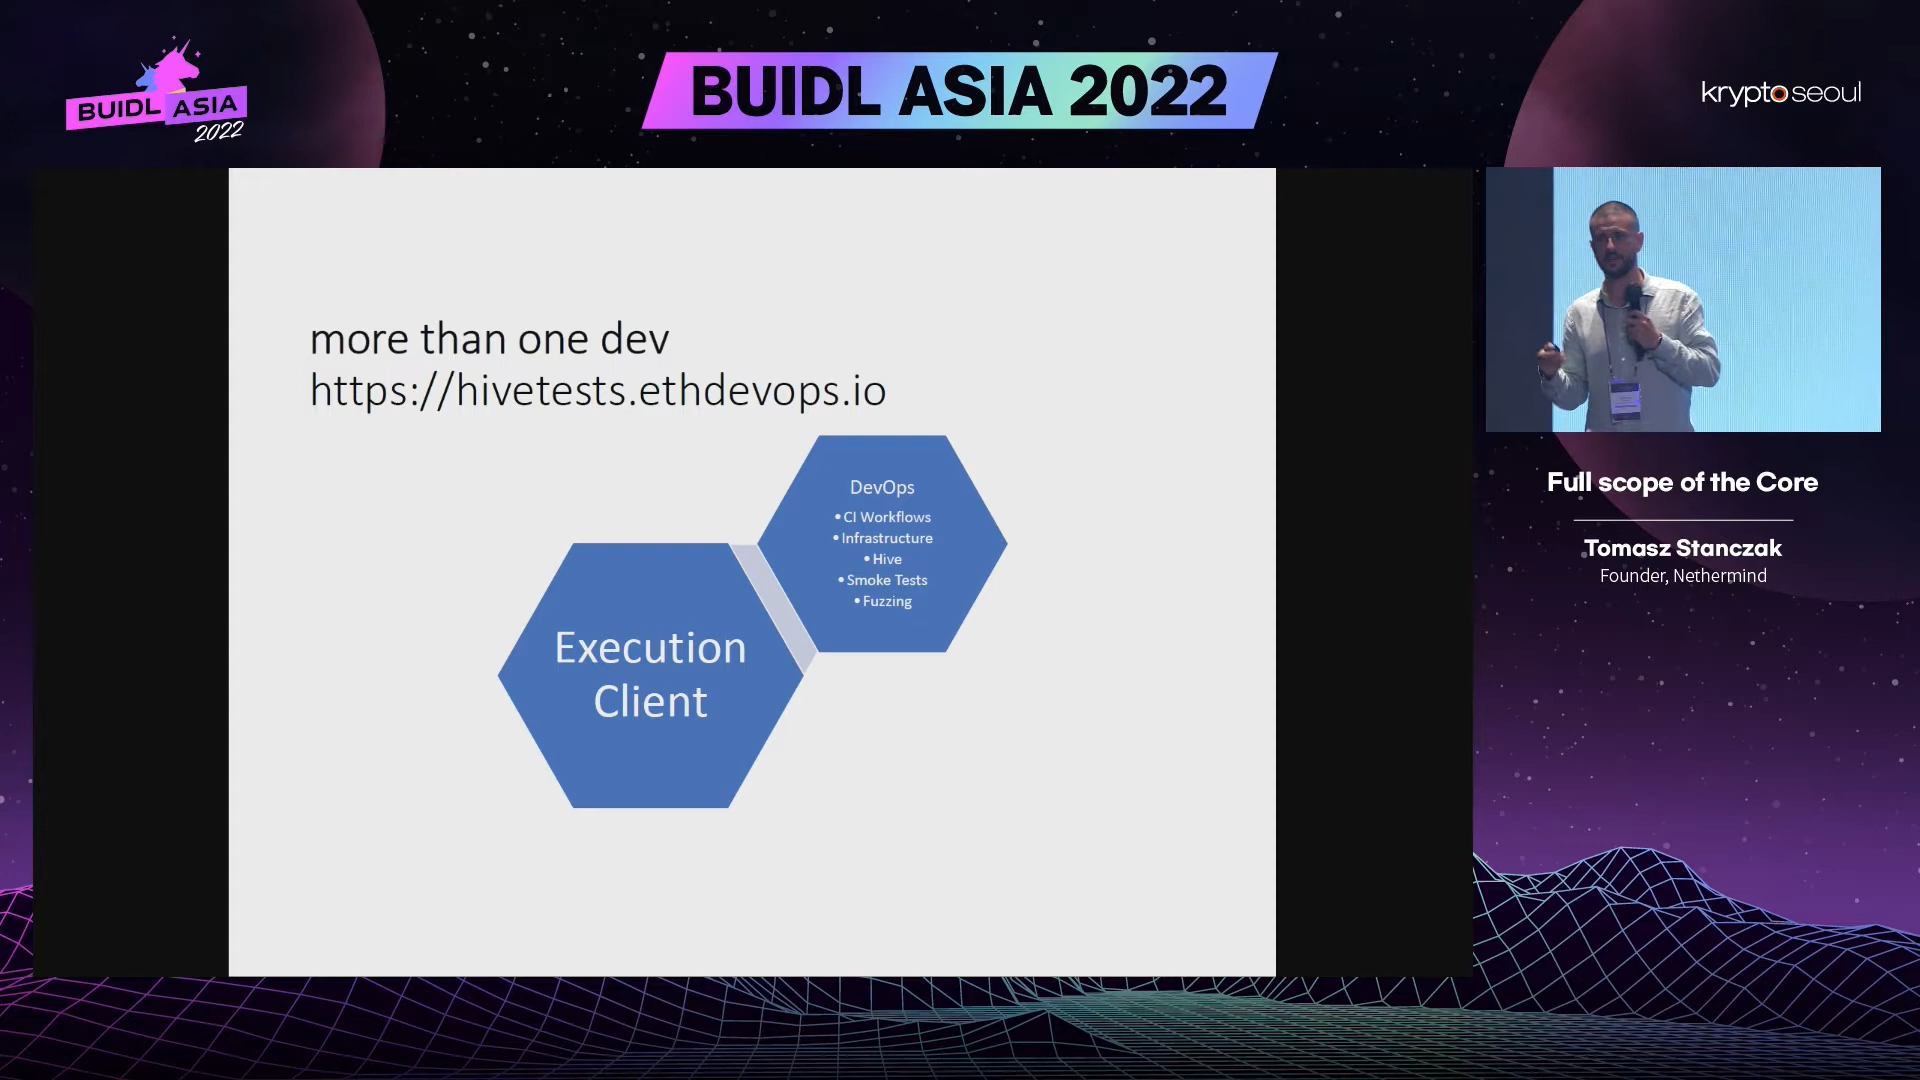 BUIDL ASIA
2022
BUIDL ASIA 2022
kryptoseoul
more than one dev
https://hivetests.ethdevops.io
DevOps
• CI Workflows
• Infrastructure
• Hive
• Smoke Tests
• Fuzzing
Execution
Client
Full scope of the Core
Tomasz Stanczak
Founder, Nethermind